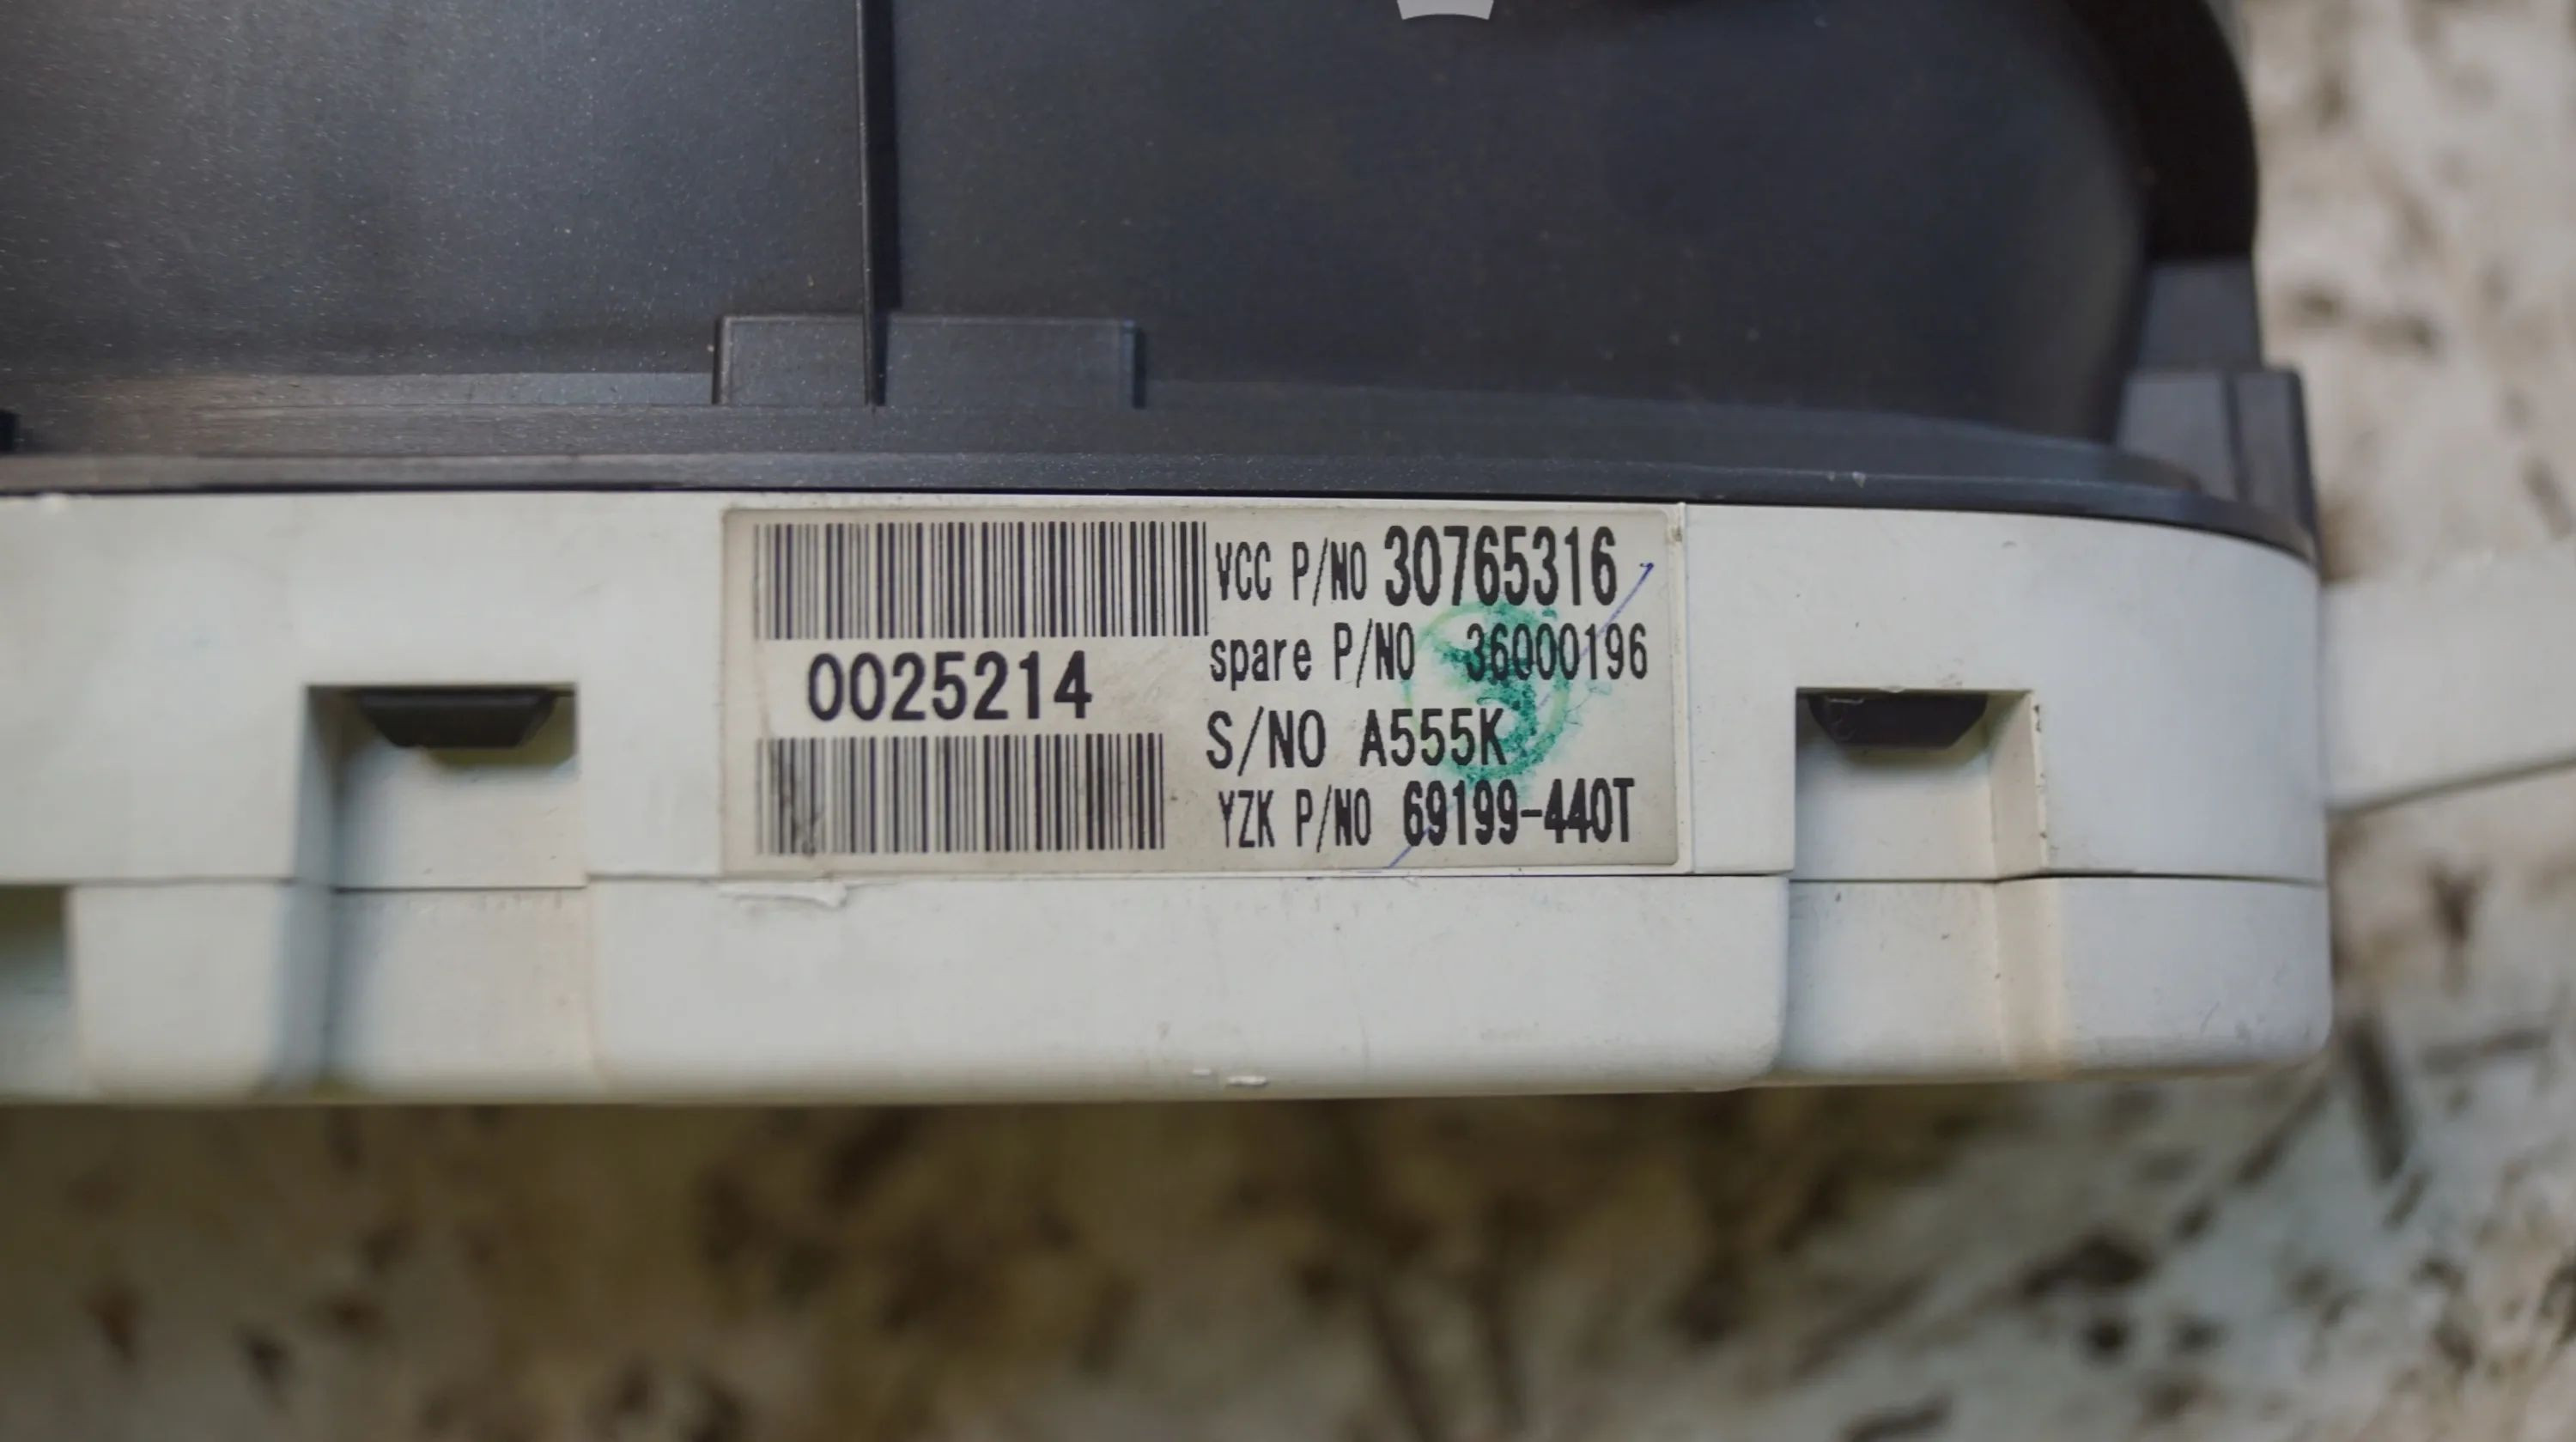 VCC P/NO 30765316
spare P/NO 36000196
0025214
S/NO A555K
YZK P/NO 69199-440T